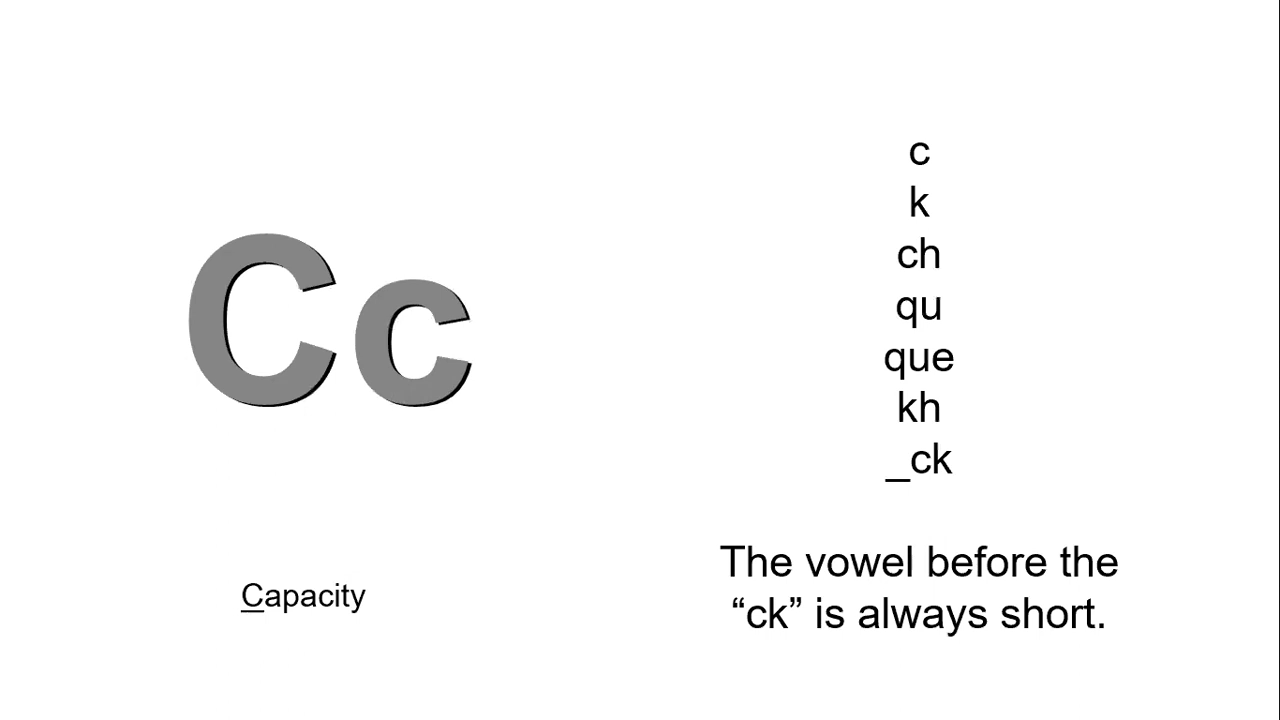 Cc
Capacity
c
k
ch
qu
que
kh
_ck
The vowel before the
“ck” is always short.